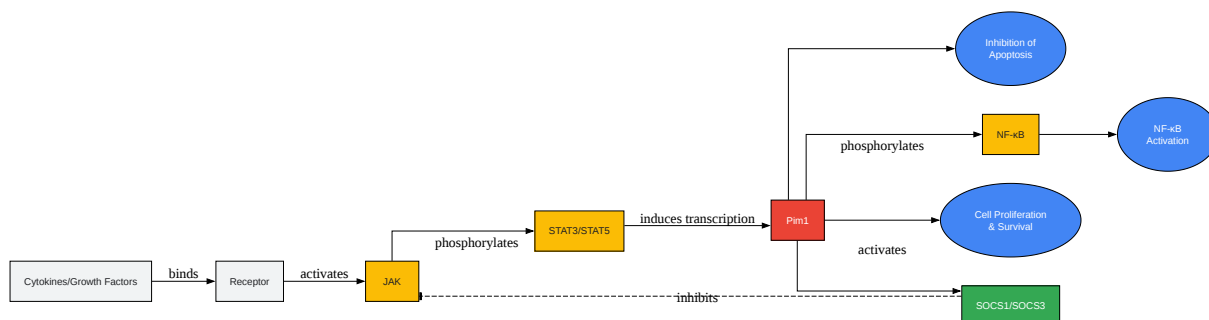 Inhibition of
Apoptosis
phosphorylates
NF-κB
NF-κB
Activation
Cytokines/Growth Factors
binds
Receptor
activates
JAK
phosphorylates
STAT3/STAT5
induces transcription
Pim1
Cell Proliferation
& Survival
activates
inhibits
SOCS1/SOCS3